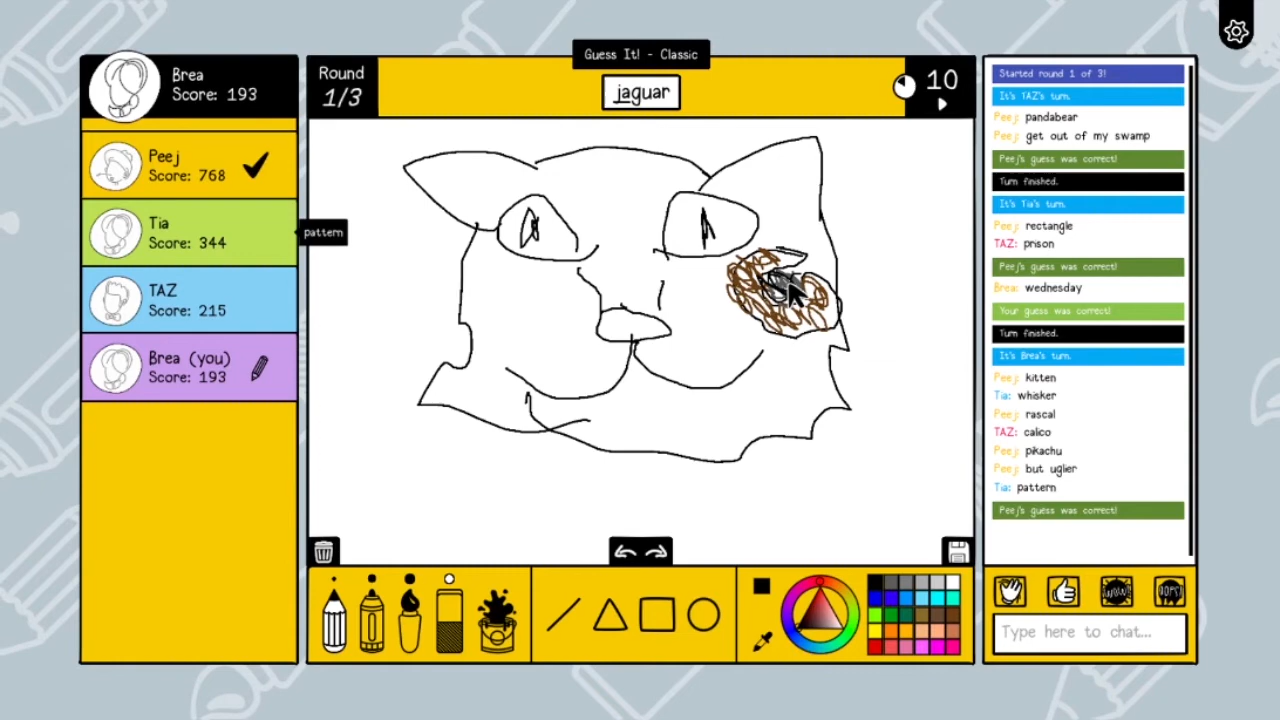 Guess It! - Classic
Brea
Score: 193
Round
1/3
jaguar
10
Peej
Score: 768
Tia
Score: 344
pattern
TAZ
Score: 215
Brea (you)
Score: 193
Started round 1 of 3!
It's TAZ's turn.
Peej: pandabear
Peej: get out of my swamp
Peej's guess was correct!
Turn finished.
It's Tia's turn.
Peej: rectangle
TAZ: prison
Peej's guess was correct!
Brea: wednesday
Your guess was correct!
Turn finished.
It's Brea's turn.
Peej: kitten
Tia: whisker
Peej: rascal
TAZ: calico
Peej: pikachu
Peej: but uglier
Tia: pattern
Peej's guess was correct!
WOW!
OOPS!
Type here to chat...